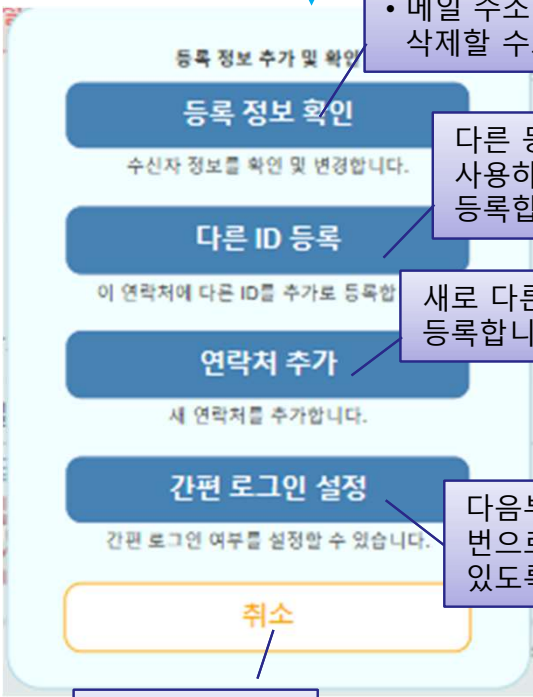 • 메일 주소
삭제할 수
등록 정보 추가 및 확인
등록 정보 확인
수신자 정보를 확인 및 변경합니다.
다른
사용하
등록합
다른 ID 등록
이 연락처에 다른 ID를 추가로 등록합
새로 다른
등록합니
연락처 추가
새 연락처를 추가합니다.
간편 로그인 설정
간편 로그인 여부를 설정할 수 있습니다.
다음부
번으로
있도록
취소